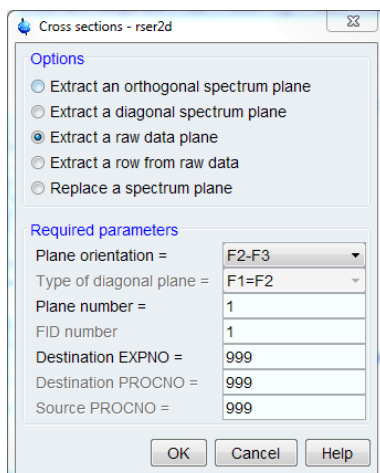 Cross sections - rser2d
Options
Extract an orthogonal spectrum plane
Extract a diagonal spectrum plane
Extract a raw data plane
Extract a row from raw data
Replace a spectrum plane
Required parameters
Plane orientation = F2-F3
Type of diagonal plane = F1=F2
Plane number = 1
FID number 1
Destination EXPNO = 999
Destination PROCNO = 999
Source PROCNO = 999
OK Cancel Help